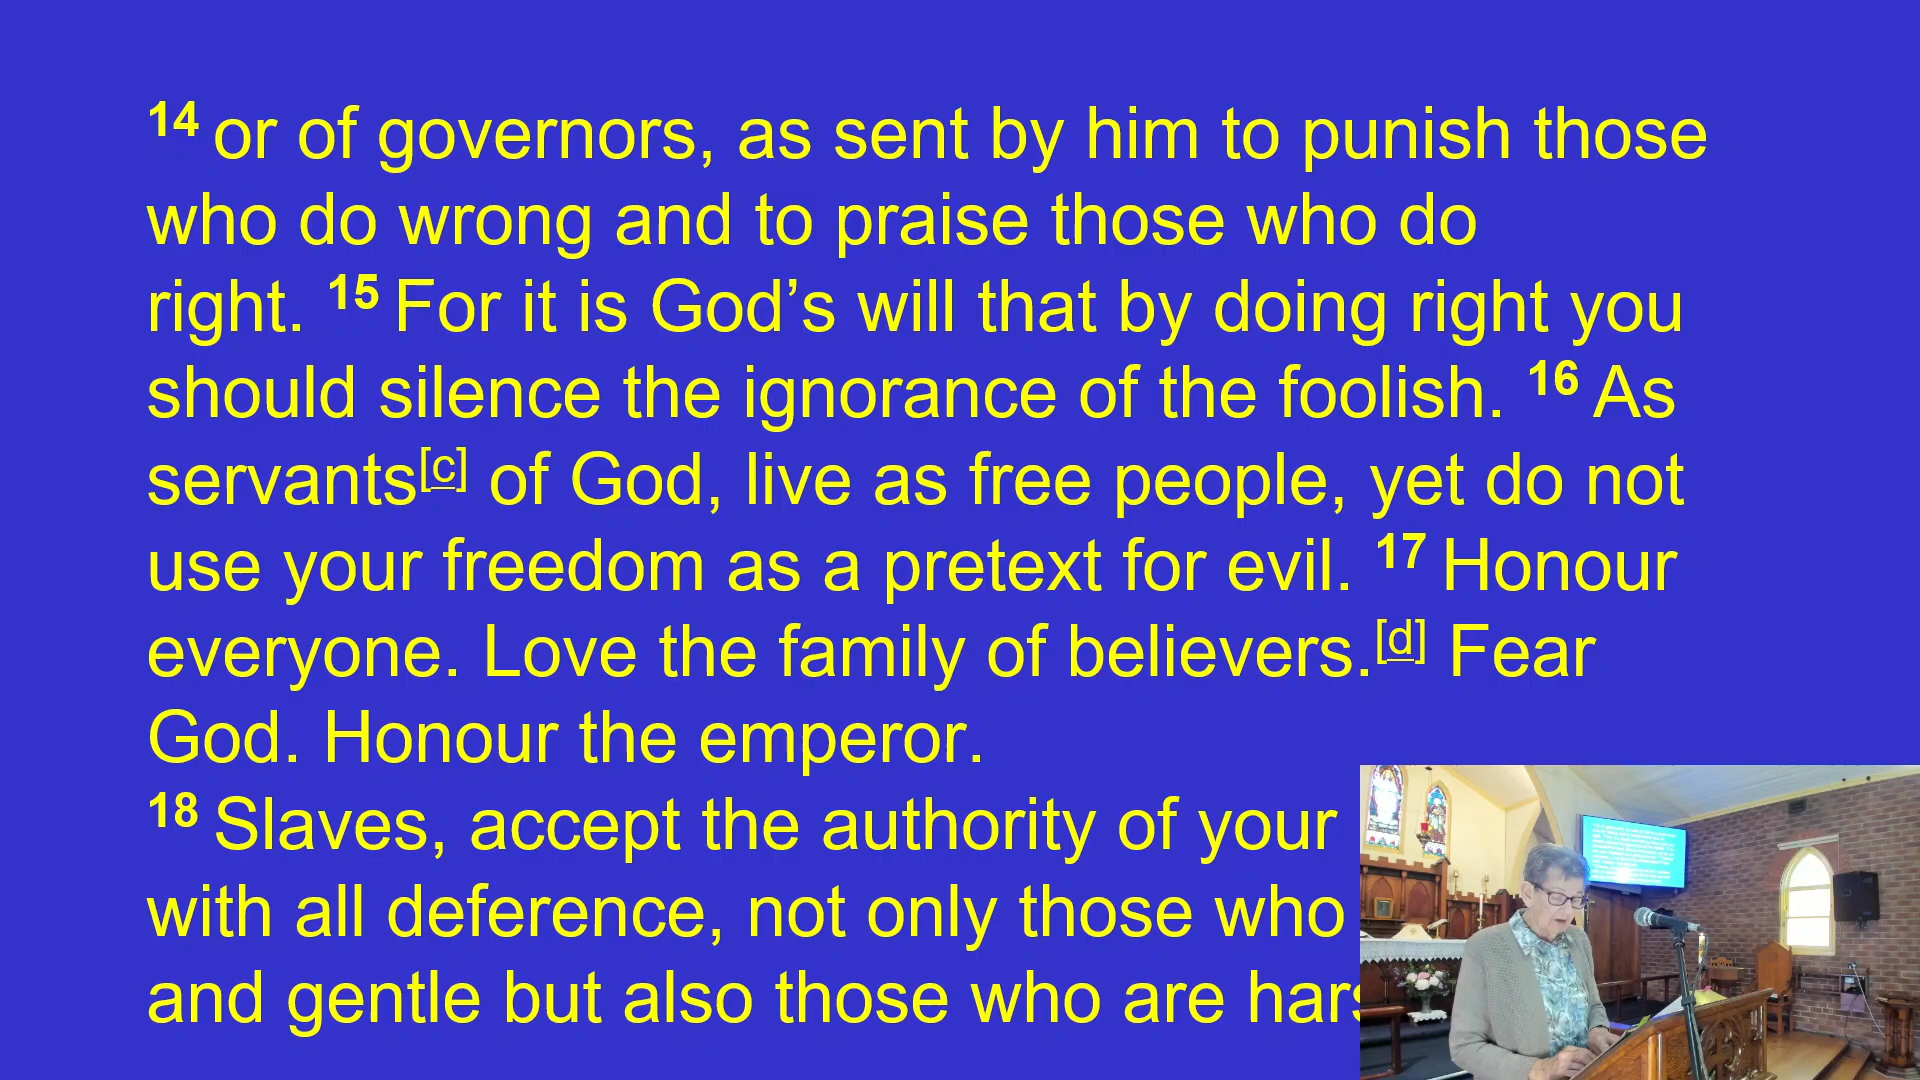 14 or of governors, as sent by him to punish those
who do wrong and to praise those who do
right. 15 For it is God’s will that by doing right you
should silence the ignorance of the foolish. 16 As
servants[c] of God, live as free people, yet do not
use your freedom as a pretext for evil. 17 Honour
everyone. Love the family of believers.[d] Fear
God. Honour the emperor.
18 Slaves, accept the authority of your
with all deference, not only those who
and gentle but also those who are